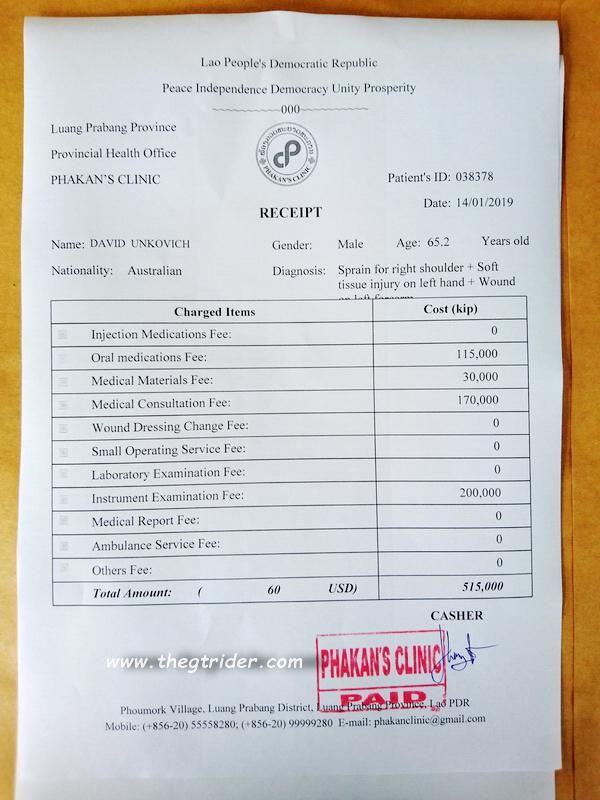 Lao People's Democratic Republic
Peace Independence Democracy Unity Prosperity
000
Luang Prabang Province
Provincial Health Office
PHAKAN'S CLINIC
CP
PHAKAN'S CLINIC
Patient's ID: 038378
Date: 14/01/2019
RECEIPT
Name: DAVID UNKOVICH Gender: Male Age: 65.2 Years old
Nationality: Australian Diagnosis: Sprain for right shoulder + Soft
tissue injury on left hand + Wound
on left forearm
Charged Items Cost (kip)
Injection Medications Fee: 0
Oral medications Fee: 115,000
Medical Materials Fee: 30,000
Medical Consultation Fee: 170,000
Wound Dressing Change Fee: 0
Small Operating Service Fee: 0
Laboratory Examination Fee: 0
Instrument Examination Fee: 200,000
Medical Report Fee: 0
Ambulance Service Fee: 0
Others Fee: 0
Total Amount: ( 60 USD) 515,000
CASHER
PHAKAN'S CLINIC
PAID
www.thegtrider.com
Phoumork Village, Luang Prabang District, Luang Prabang Province, Lao PDR
Mobile: (+856-20) 55558280; (+856-20) 99999280 E-mail: phakanclinic@gmail.com